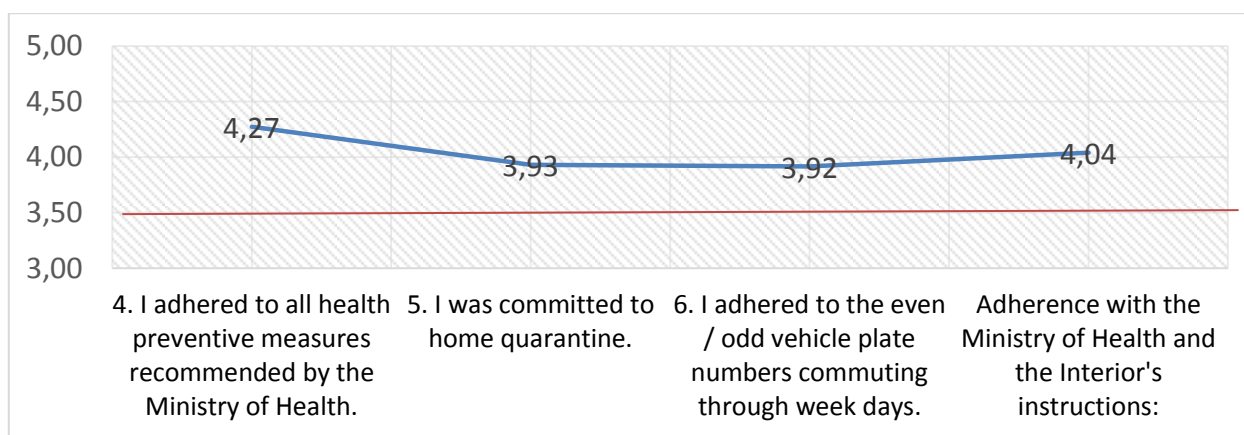 5,00
4,50
4,00
3,50
3,00
4,27
3,93
3,92
4,04
4. I adhered to all health
preventive measures
recommended by the
Ministry of Health.
5. I was committed to
home quarantine.
6. I adhered to the even
/ odd vehicle plate
numbers commuting
through week days.
Adherence with the
Ministry of Health and
the Interior's
instructions: